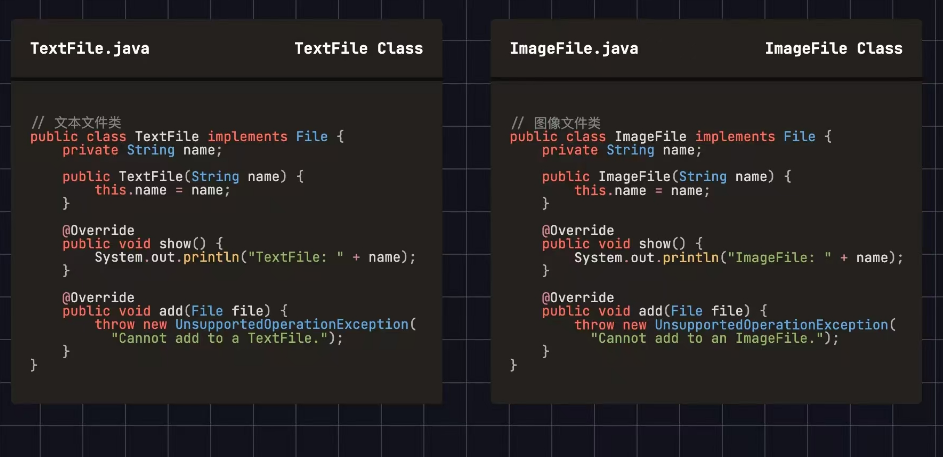 TextFile.java TextFile Class
// 文本文件类
public class TextFile implements File {
    private String name;

    public TextFile(String name) {
        this.name = name;
    }

    @Override
    public void show() {
        System.out.println("TextFile: " + name);
    }

    @Override
    public void add(File file) {
        throw new UnsupportedOperationException(
          "Cannot add to a TextFile.");
    }
}
ImageFile.java ImageFile Class
// 图像文件类
public class ImageFile implements File {
    private String name;

    public ImageFile(String name) {
        this.name = name;
    }

    @Override
    public void show() {
        System.out.println("ImageFile: " + name);
    }

    @Override
    public void add(File file) {
        throw new UnsupportedOperationException(
          "Cannot add to an ImageFile.");
    }
}